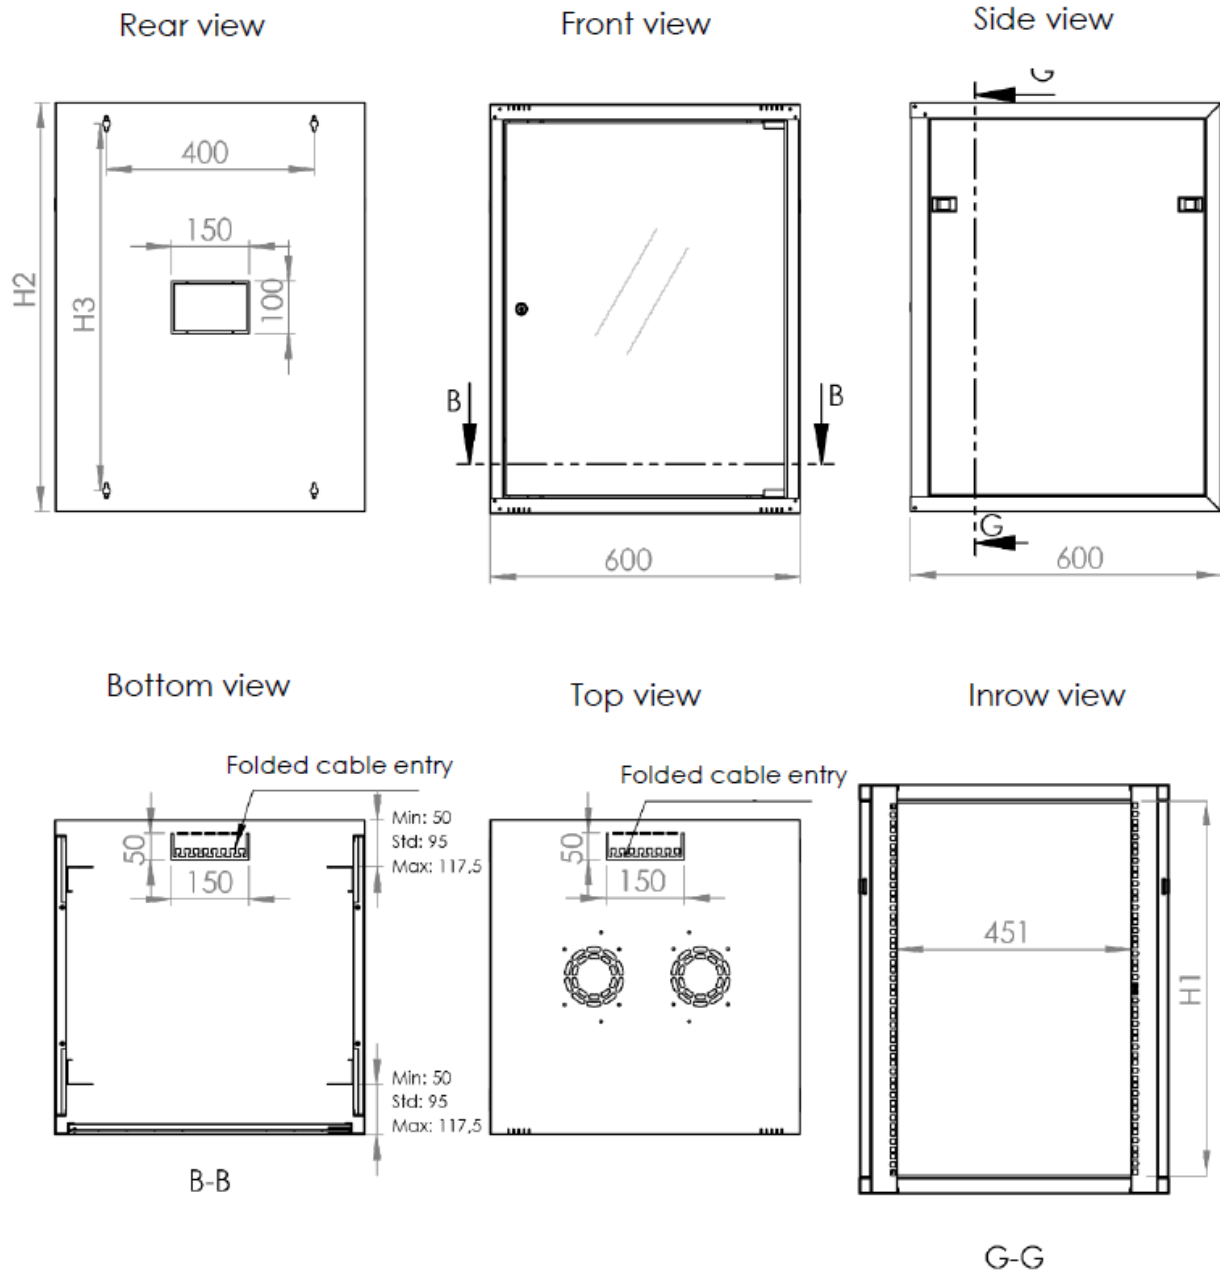 Rear view
Front view
Side view
G
400
150
100
H2
H3
B
B
G
600
600
Bottom view
Top view
Inrow view
Folded cable entry
Folded cable entry
Min: 50
Std: 95
Max: 117,5
50
150
50
150
451
H1
Min: 50
Std: 95
Max: 117,5
B-B
G-G